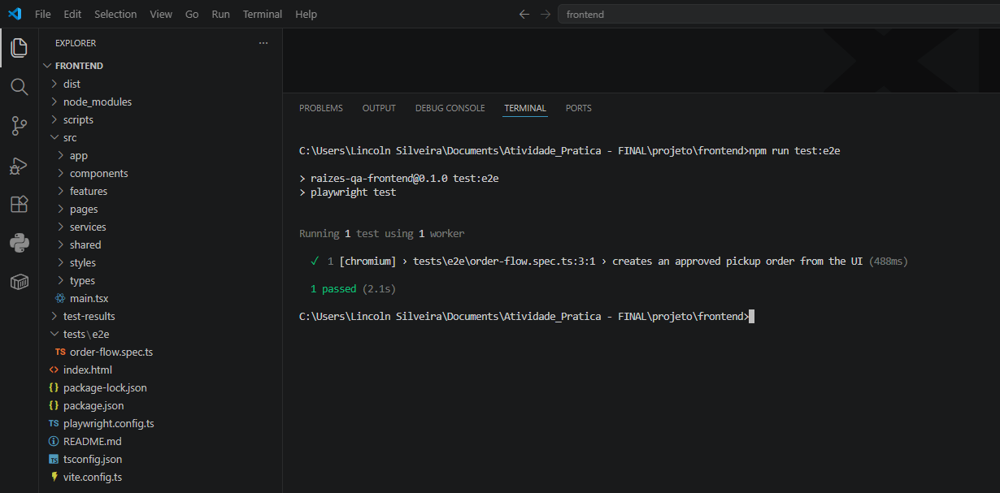 File Edit Selection View Go Run Terminal Help
frontend
EXPLORER
FRONTEND
dist
node_modules
scripts
src
app
components
features
pages
services
shared
styles
types
main.tsx
test-results
tests\e2e
TS order-flow.spec.ts
index.html
{} package-lock.json
{} package.json
TS playwright.config.ts
README.md
TS tsconfig.json
vite.config.ts
PROBLEMS OUTPUT DEBUG CONSOLE TERMINAL PORTS
C:\Users\Lincoln Silveira\Documents\Atividade_Pratica - FINAL\projeto\frontend>npm run test:e2e
> raizes-qa-frontend@0.1.0 test:e2e
> playwright test
Running 1 test using 1 worker
✓ 1 [chromium] › tests\e2e\order-flow.spec.ts:3:1 › creates an approved pickup order from the UI (488ms)
1 passed (2.1s)
C:\Users\Lincoln Silveira\Documents\Atividade_Pratica - FINAL\projeto\frontend>